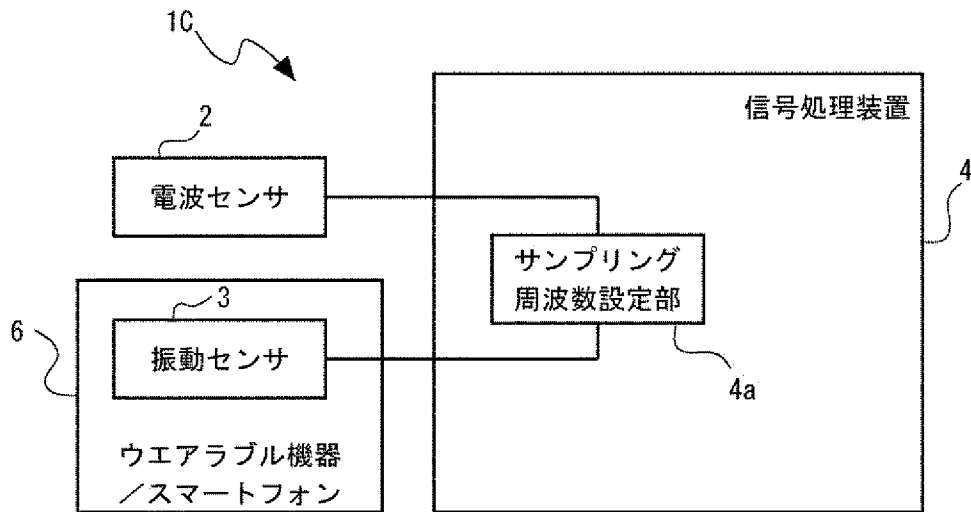 1C
信号処理装置
2
電波センサ
4
サンプリング
周波数設定部
3
6
振動センサ
4a
ウエアラブル機器
／スマートフォン